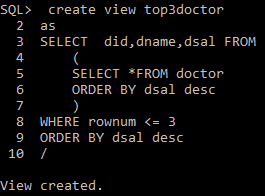 SQL>  create view top3doctor
  2  as
  3  SELECT  did,dname,dsal FROM
  4      (
  5      SELECT *FROM doctor
  6      ORDER BY dsal desc
  7      )
  8  WHERE rownum <= 3
  9  ORDER BY dsal desc
 10  /
View created.